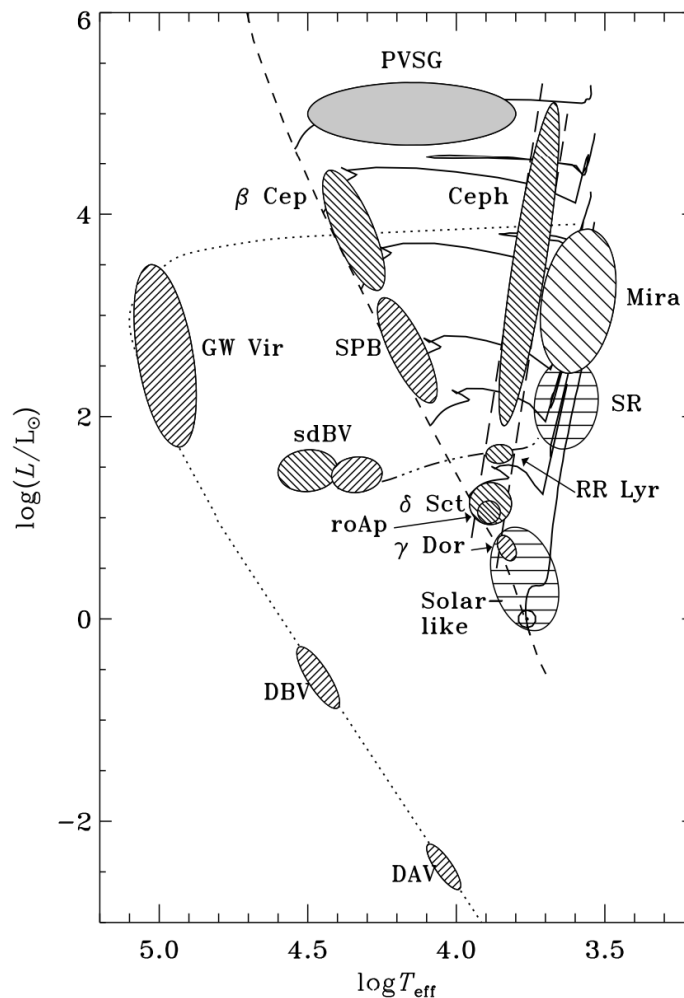 6
PVSG
β Cep
Ceph
4
GW Vir
SPB
Mira
SR
2
sdBV
δ Sct
RR Lyr
roAp
γ Dor
Solar-
like
0
DBV
-2
DAV
log(L/L⊙)
5.0 4.5 4.0 3.5
log T_eff